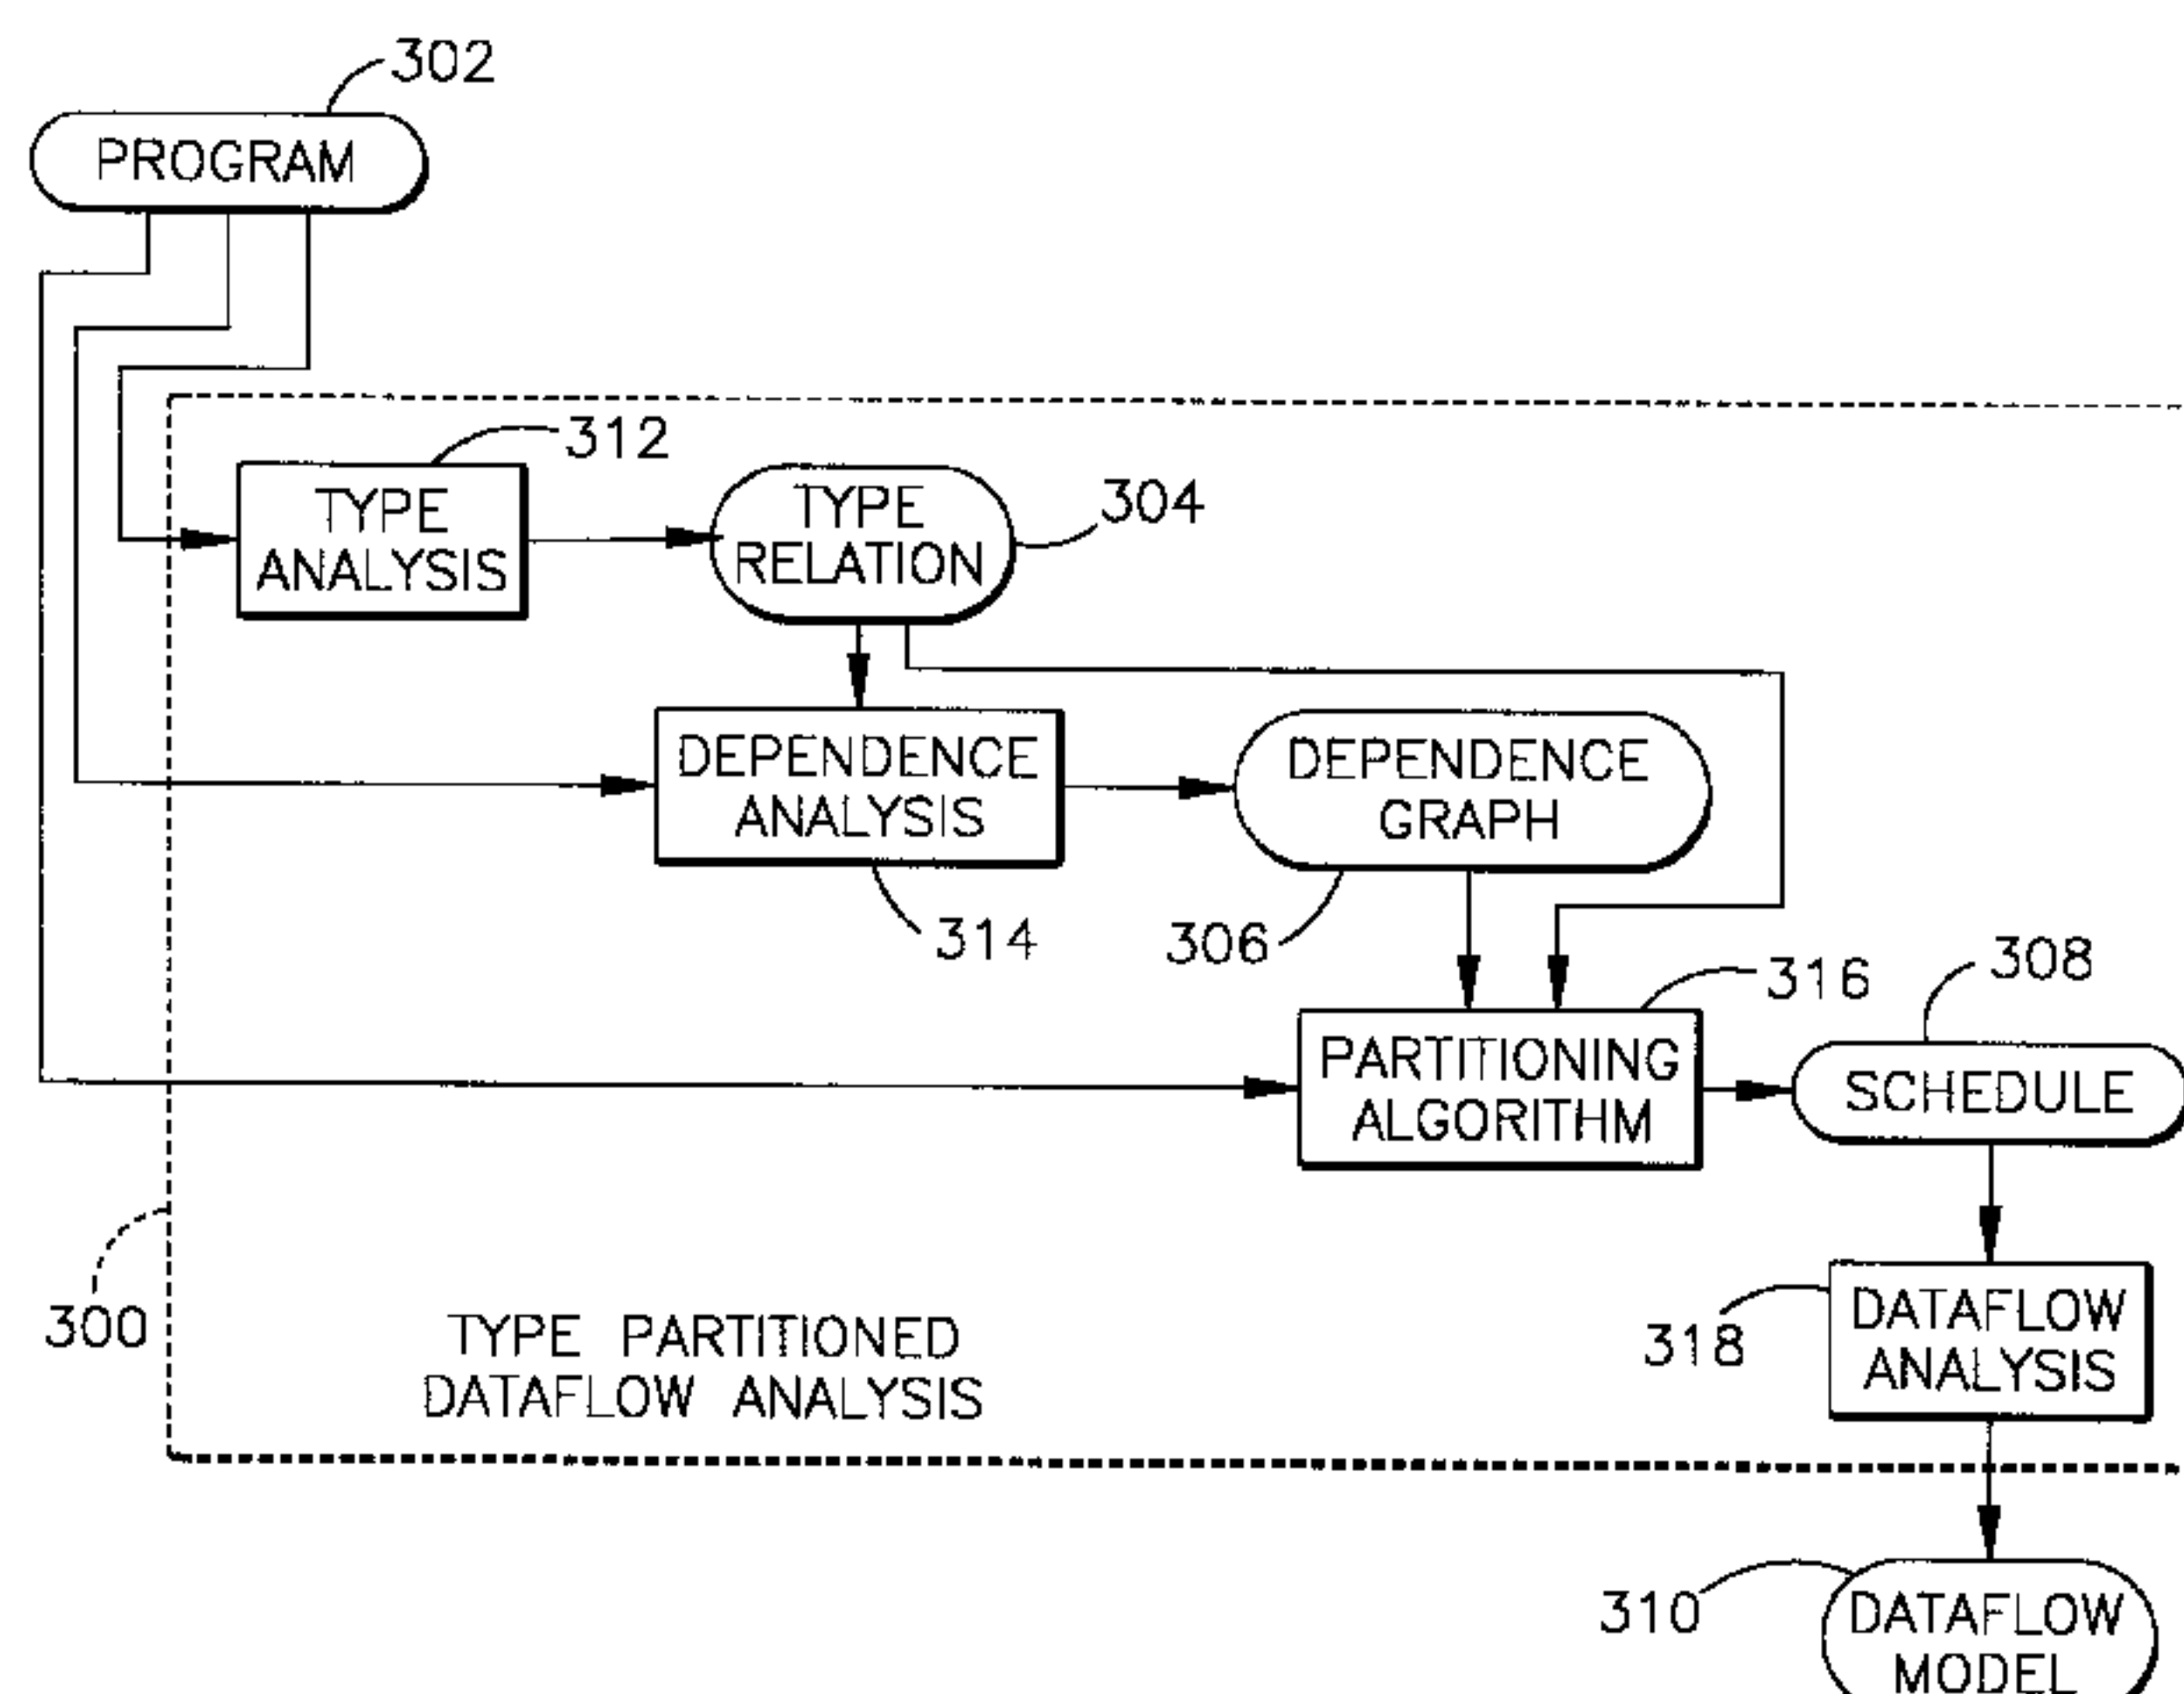 302
PROGRAM
312
TYPE
ANALYSIS
TYPE
RELATION
304
DEPENDENCE
ANALYSIS
DEPENDENCE
GRAPH
314
306
316
308
PARTITIONING
ALGORITHM
SCHEDULE
300
TYPE PARTITIONED
DATAFLOW ANALYSIS
318
DATAFLOW
ANALYSIS
310
DATAFLOW
MODEL